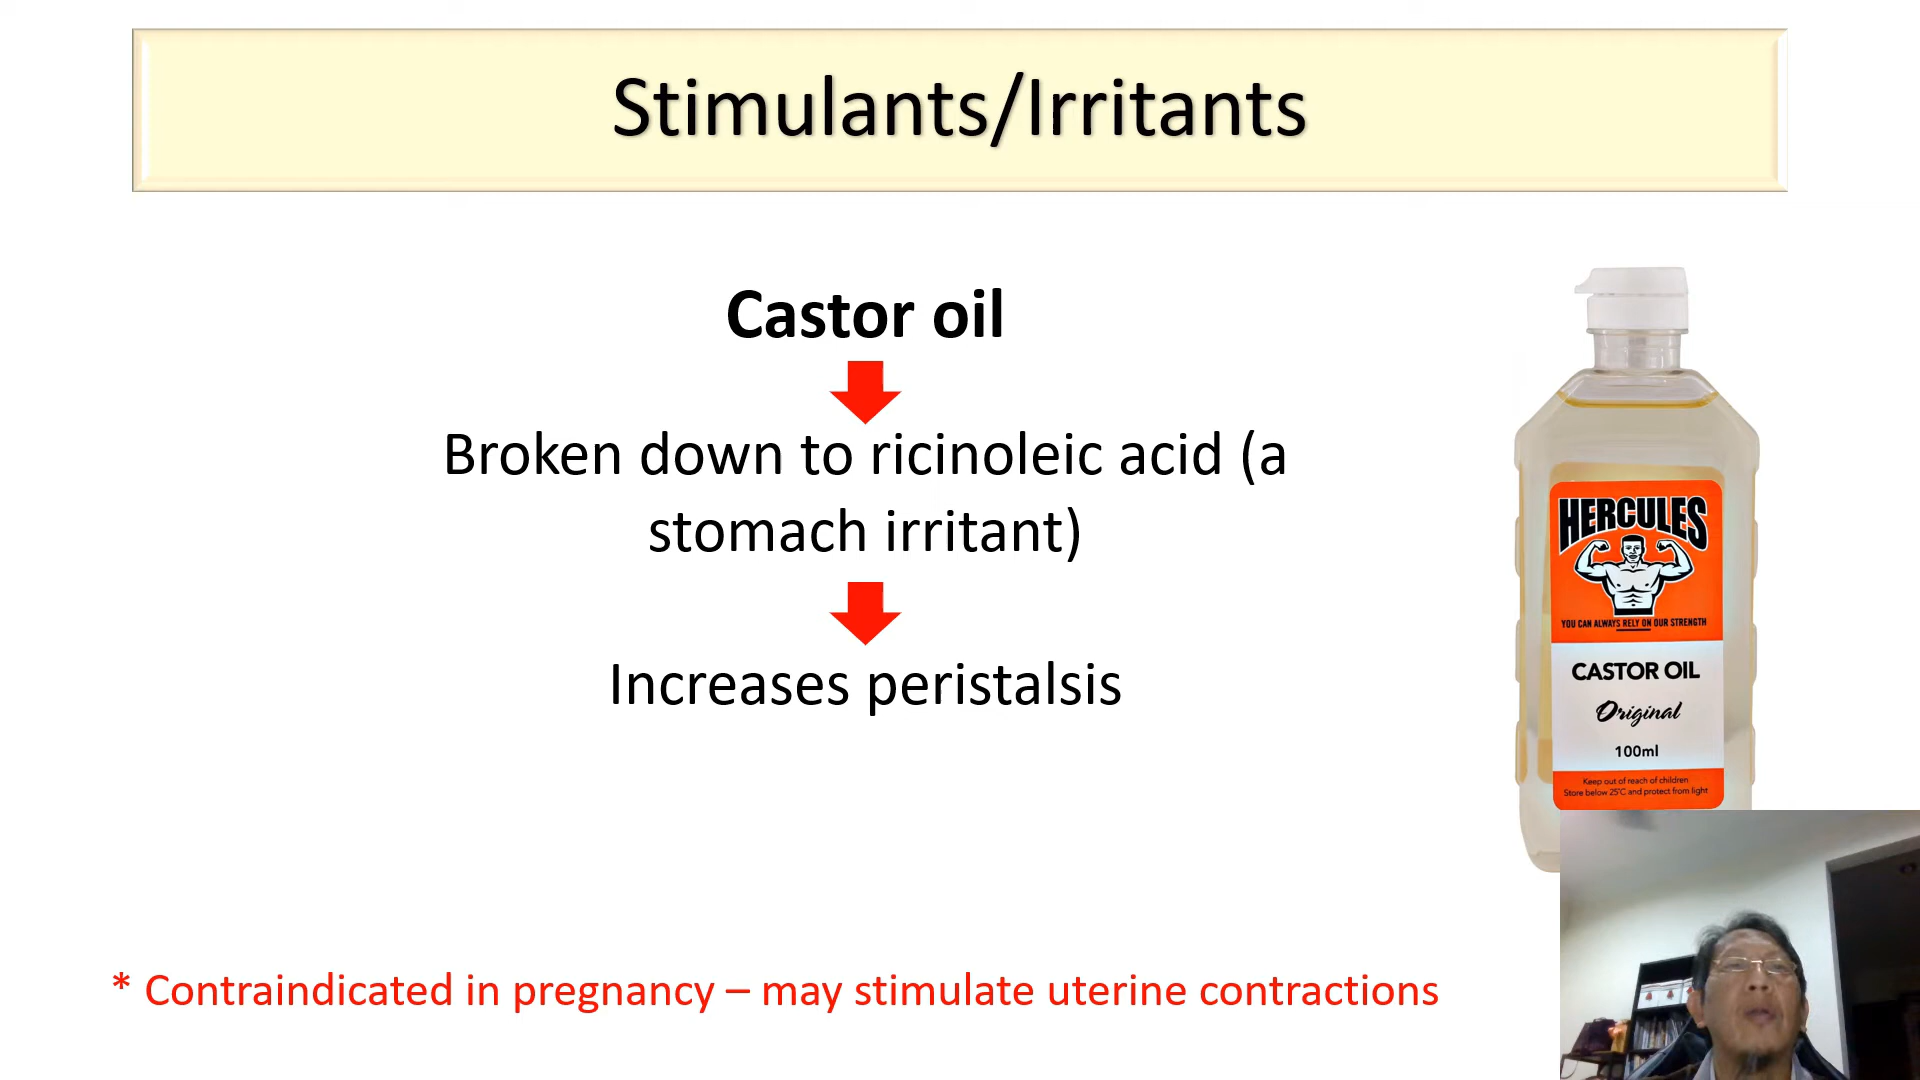 Stimulants/Irritants
Castor oil
Broken down to ricinoleic acid (a
stomach irritant)
Increases peristalsis
* Contraindicated in pregnancy – may stimulate uterine contractions
HERCULES
YOU CAN ALWAYS RELY ON OUR STRENGTH
CASTOR OIL
Original
100ml
Keep out of reach of children
Store below 25°C and protect from light